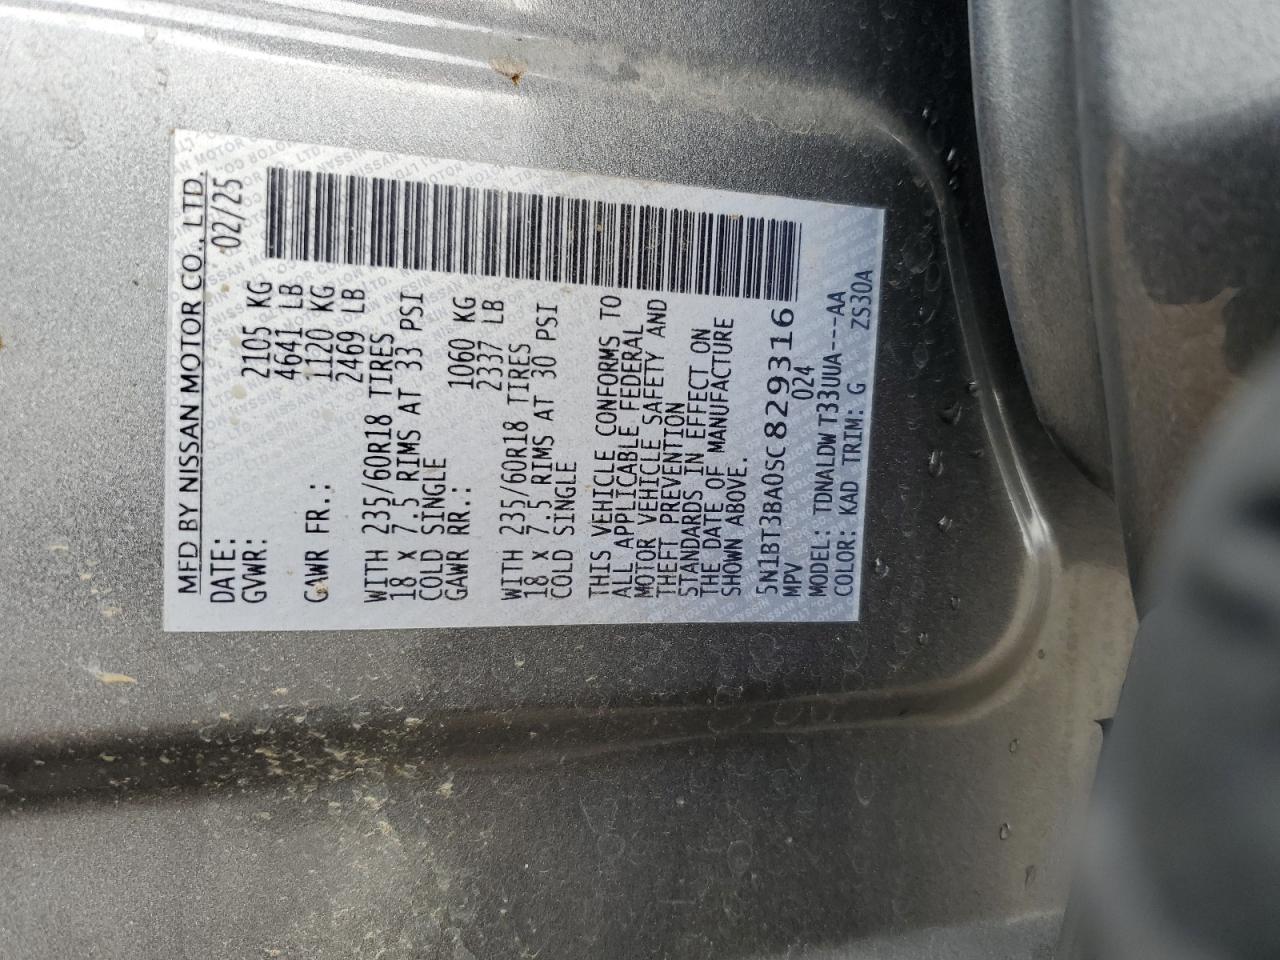 MFD BY NISSAN MOTOR CO., LTD.
DATE: 02/25
GVWR: 2105 KG
4641 LB
GAWR FR.: 1120 KG
2469 LB
WITH 235/60R18 TIRES
18 X 7.5 RIMS AT 33 PSI
COLD SINGLE
GAWR RR.: 1060 KG
2337 LB
WITH 235/60R18 TIRES
18 X 7.5 RIMS AT 30 PSI
COLD SINGLE
THIS VEHICLE CONFORMS TO
ALL APPLICABLE FEDERAL
MOTOR VEHICLE SAFETY AND
THEFT PREVENTION
STANDARDS IN EFFECT ON
THE DATE OF MANUFACTURE
SHOWN ABOVE.
5N1BT3BA0SC829316
MPV 024
MODEL: TDNALDW T33UUA---AA
COLOR: KAD TRIM: G ZS30A